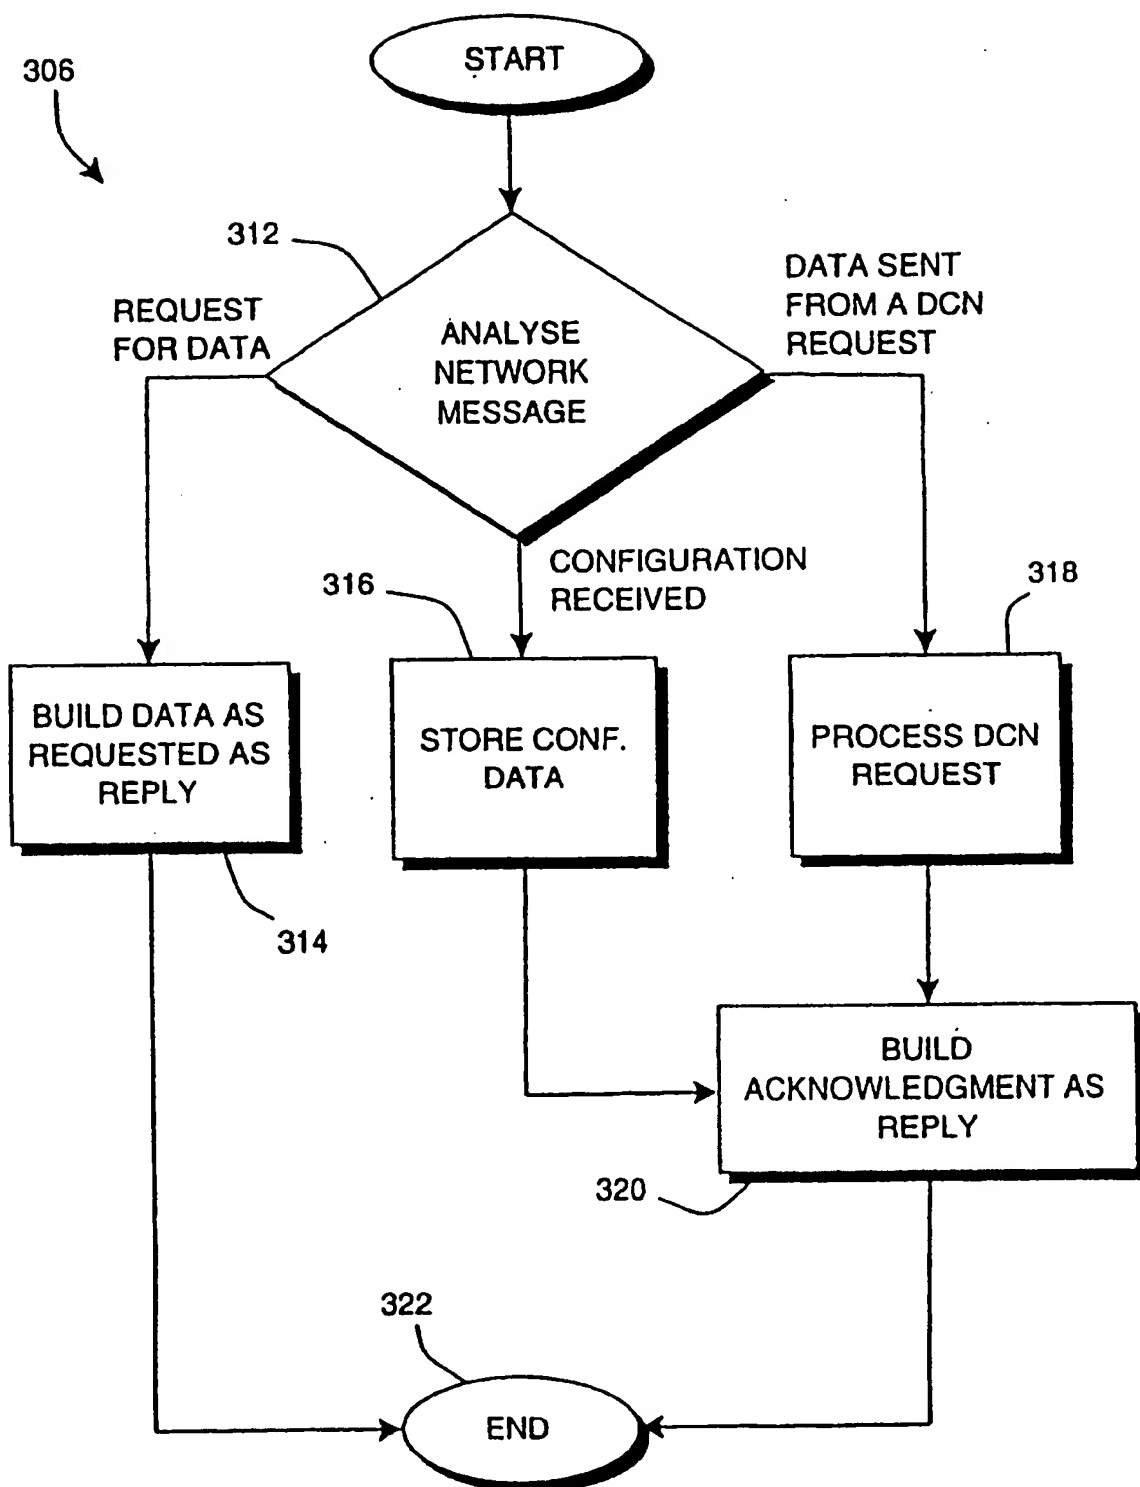 START
306
312
REQUEST
FOR DATA
ANALYSE
NETWORK
MESSAGE
DATA SENT
FROM A DCN
REQUEST
CONFIGURATION
RECEIVED
316
318
BUILD DATA AS
REQUESTED AS
REPLY
STORE CONF.
DATA
PROCESS DCN
REQUEST
314
BUILD
ACKNOWLEDGMENT AS
REPLY
320
322
END